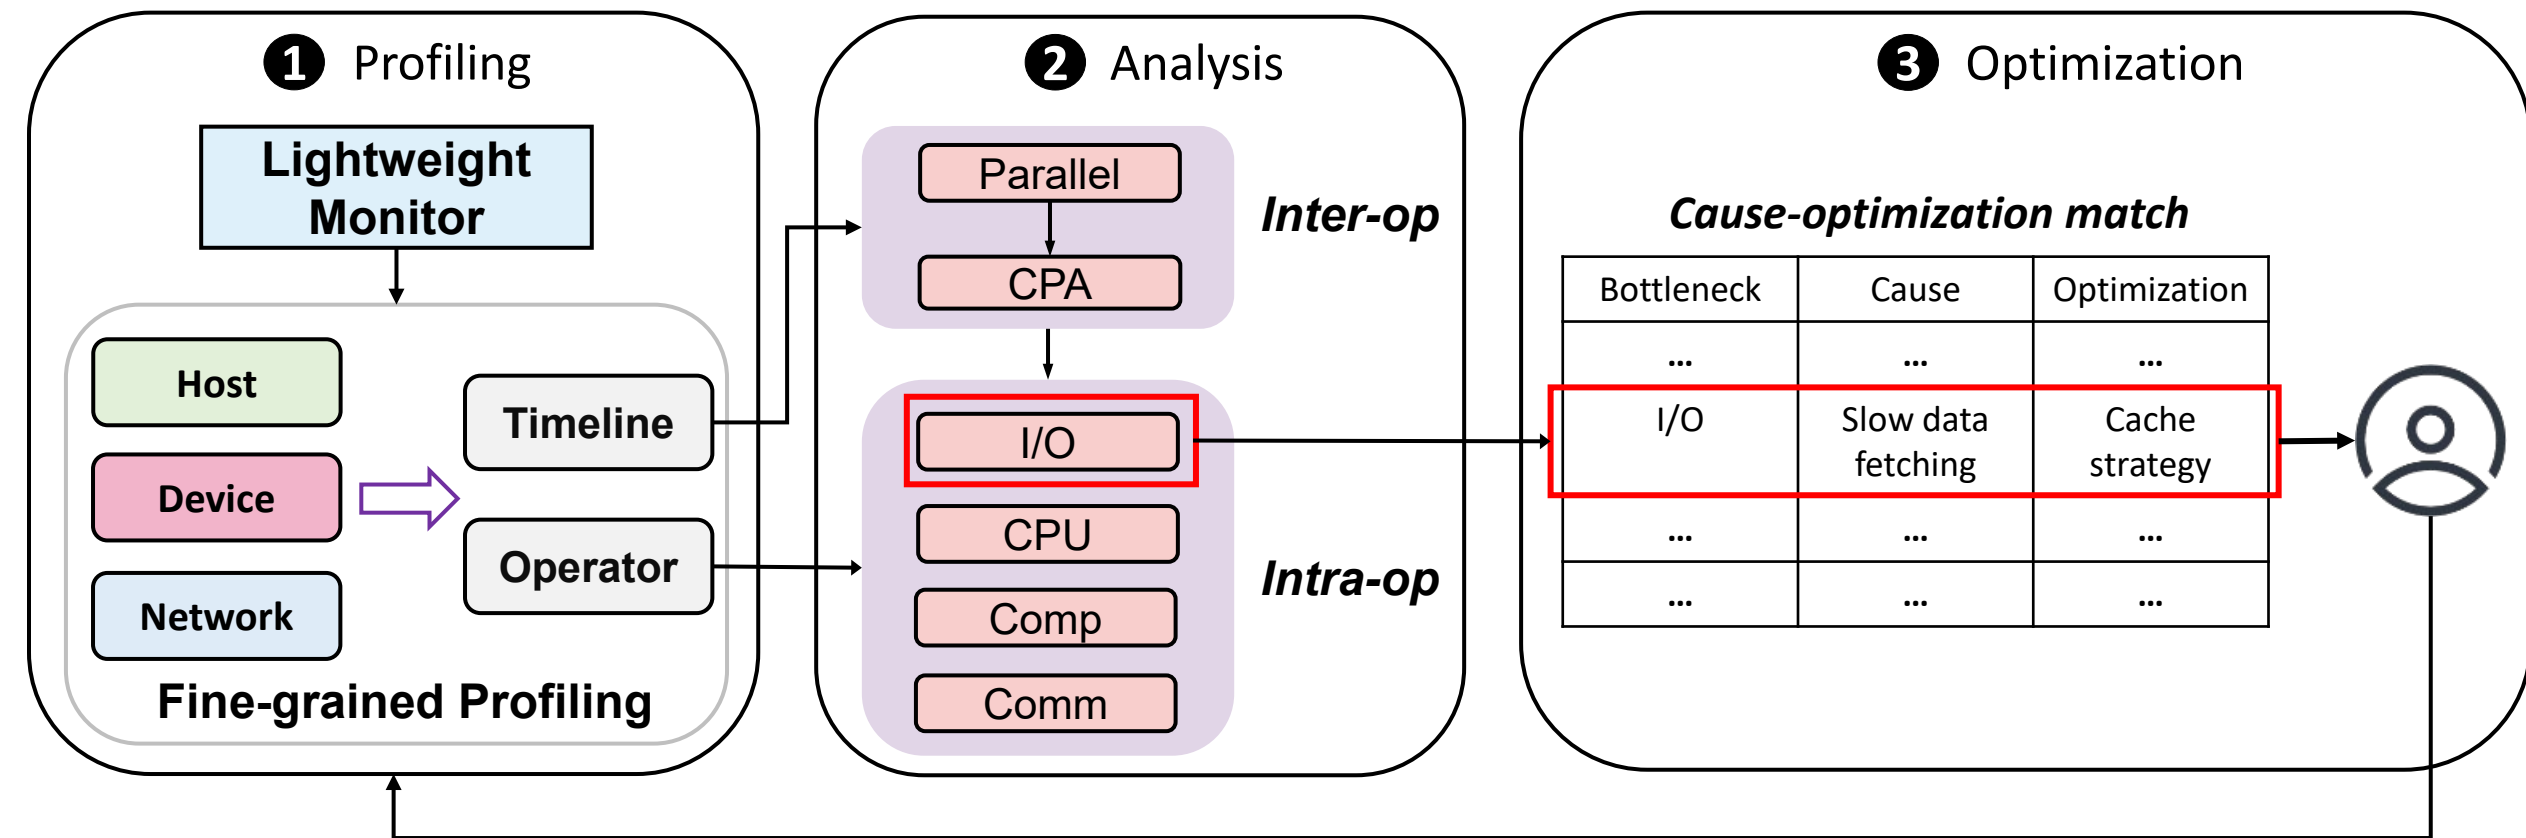 1 Profiling
Lightweight
Monitor
Host
Device
Network
Timeline
Operator
Fine-grained Profiling
2 Analysis
Parallel
CPA
Inter-op
I/O
CPU
Comp
Comm
Intra-op
3 Optimization
Cause-optimization match
Bottleneck Cause Optimization
... ... ...
I/O Slow data Cache
fetching strategy
... ... ...
... ... ...